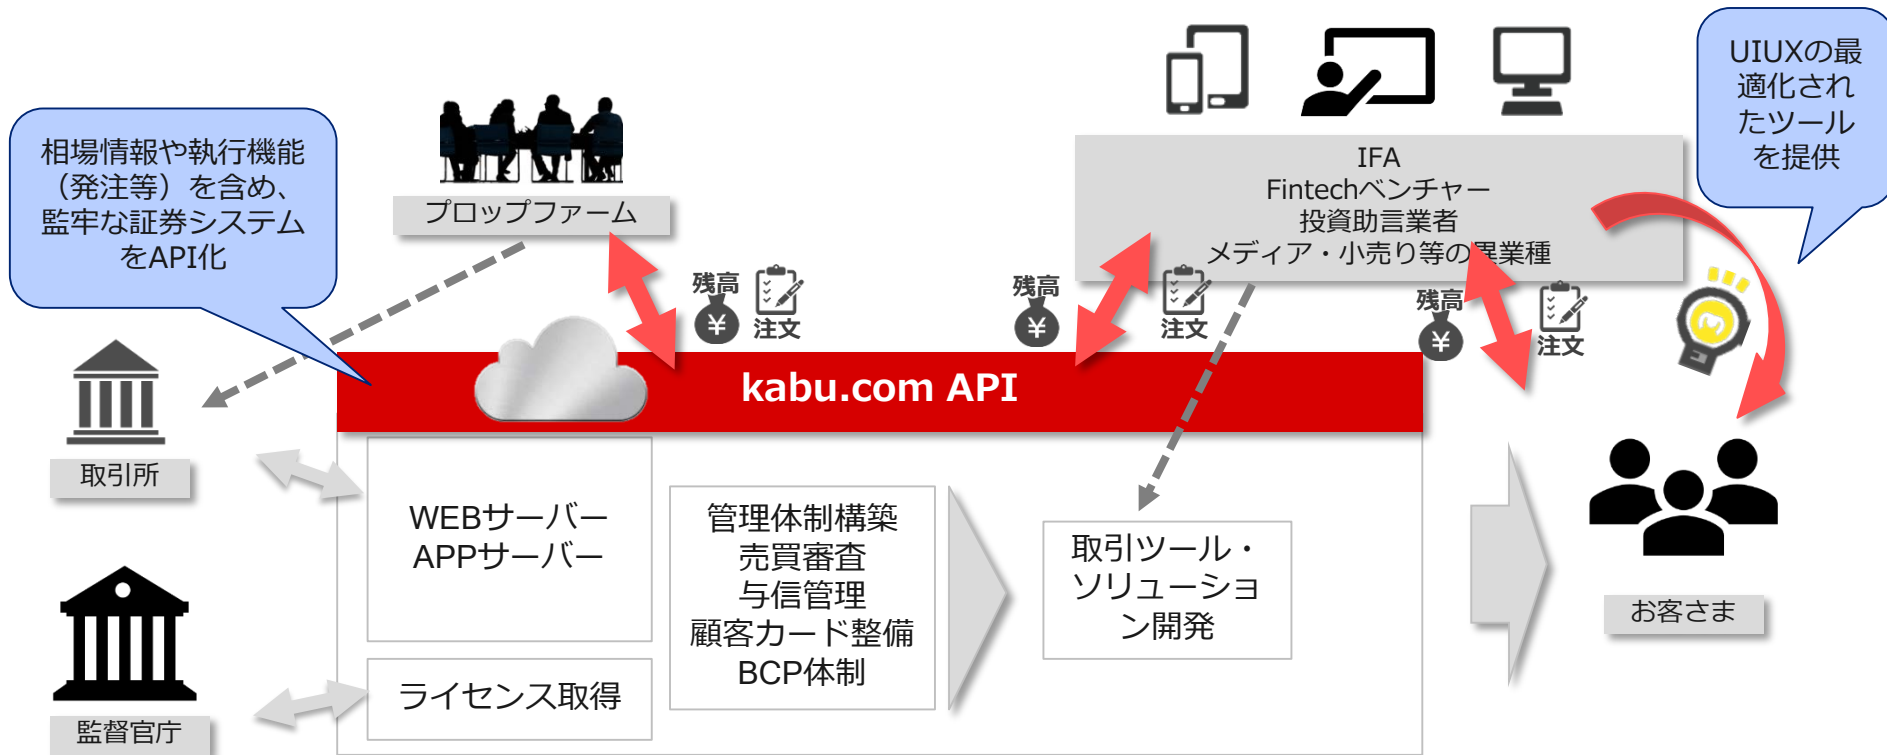 相場情報や執行機能
（発注等）を含め、
監牢な証券システム
をAPI化
プロップファーム
IFA
Fintechベンチャー
投資助言業者
メディア・小売り等の異業種
UIUXの最
適化され
たツール
を提供
残高
注文
残高
注文
残高
注文
kabu.com API
取引所
監督官庁
WEBサーバー
APPサーバー
ライセンス取得
管理体制構築
売買審査
与信管理
顧客カード整備
BCP体制
取引ツール・
ソリューショ
ン開発
お客さま